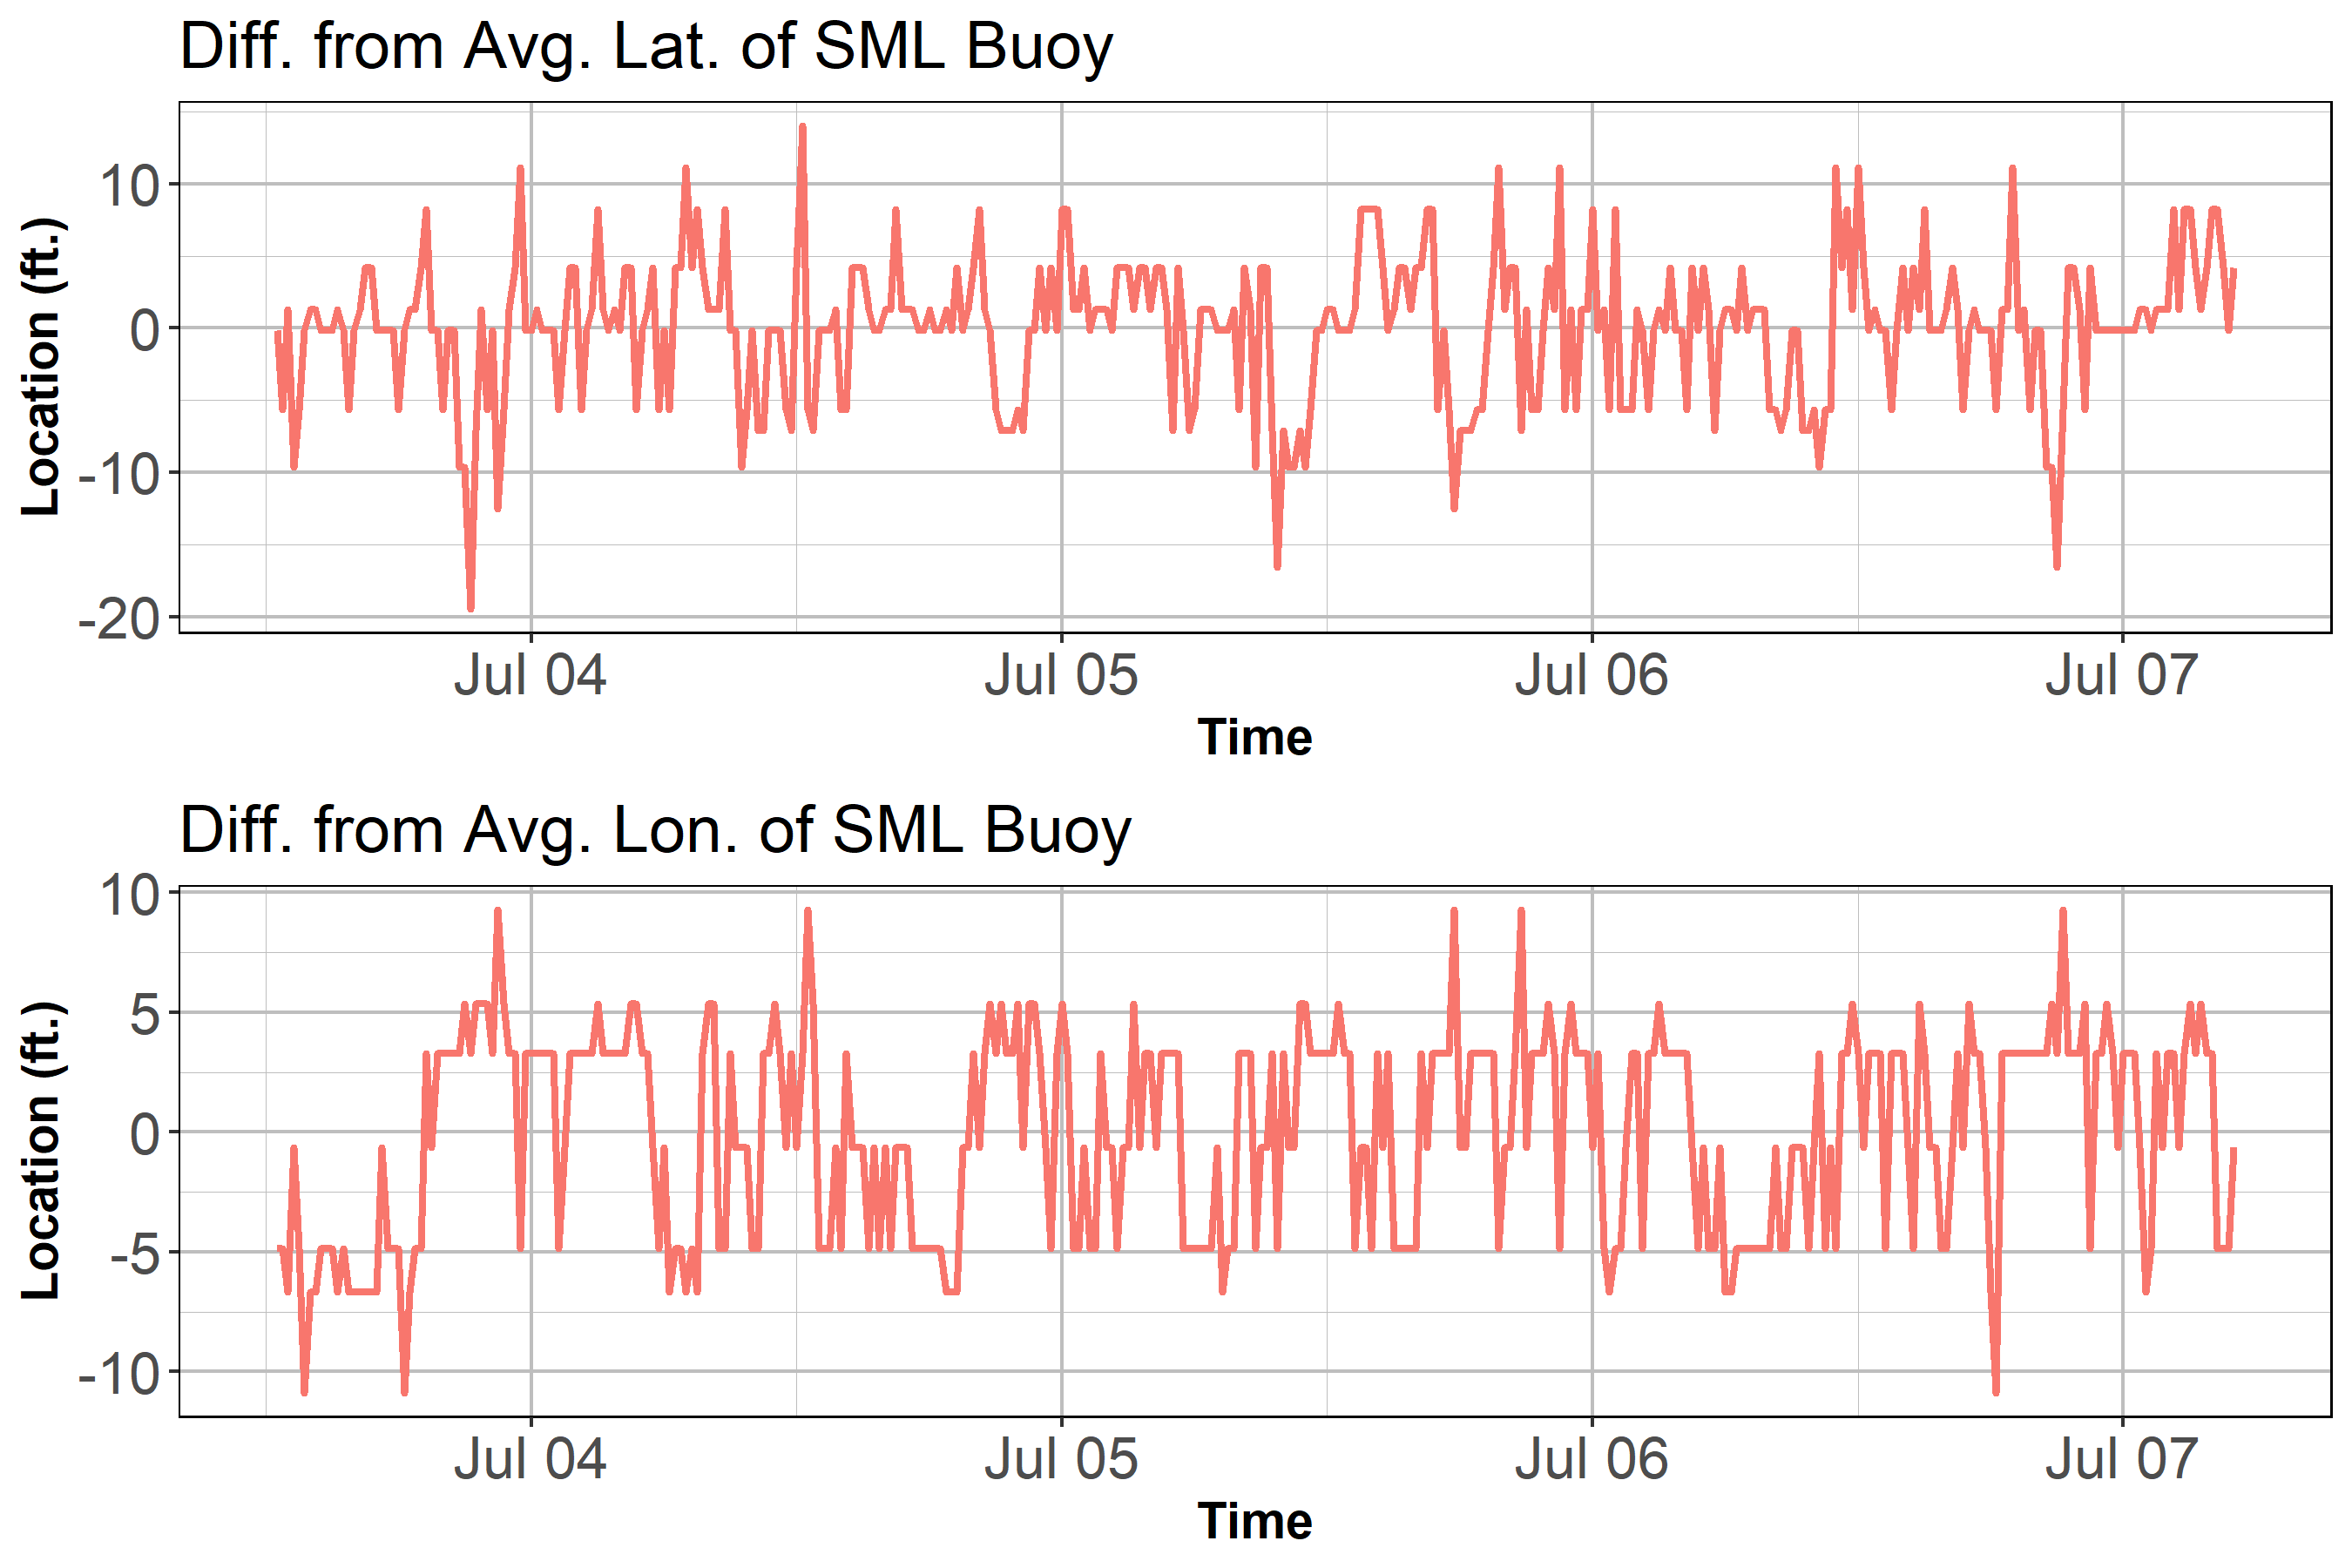 Diff. from Avg. Lat. of SML Buoy
Location (ft.)
10
0
-10
-20
Jul 04 Jul 05 Jul 06 Jul 07
Time
Diff. from Avg. Lon. of SML Buoy
Location (ft.)
10
5
0
-5
-10
Jul 04 Jul 05 Jul 06 Jul 07
Time